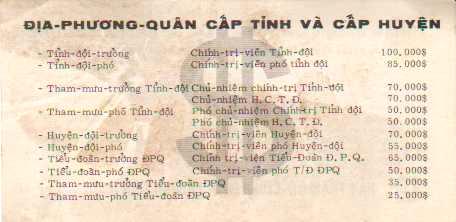 ĐỊA-PHƯƠNG-QUÂN CẤP TỈNH VÀ CẤP HUYỆN
- Tỉnh-đội-trưởng Chính-trị-viên Tỉnh-đội 100,000$
- Tỉnh-đội-phó Chính-trị-viên phó tỉnh đội 85,000$
- Tham-mưu-trưởng Tỉnh-đội Chủ-nhiệm chính-trị Tỉnh-đội 70,000$
Chủ-nhiệm H.C.T.Đ. 70,000$
- Tham-mưu-phó Tỉnh-đội Phó chủ-nhiệm Chính-trị Tỉnh đội 50,000$
Phó chủ-nhiệm H.C.T.Đ. 50,000$
- Huyện-đội-trưởng Chính-trị-viên Huyện-đội 70,000$
- Huyện-đội-phó Chính-trị-viên phó Huyện-đội 55,000$
- Tiểu-đoàn-trưởng ĐPQ Chính trị-viên Tiểu-Đoàn Đ.P.Q. 65,000$
- Tiểu-đoàn-phó ĐPQ Chính-trị-viên phó T/Đ ĐPQ 50,000$
- Tham-mưu-trưởng Tiểu-đoàn ĐPQ 35,000$
- Tham-mưu-phó Tiểu-đoàn ĐPQ 25,000$